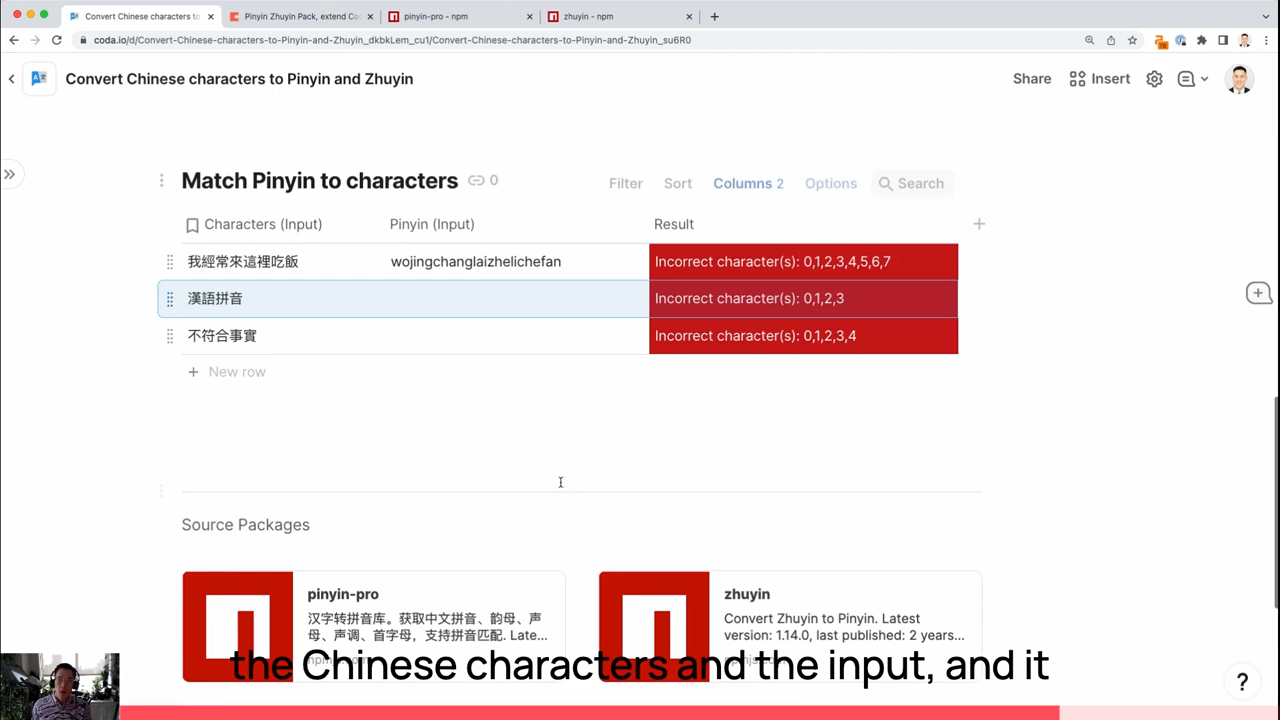 Convert Chinese characters to
Pinyin Zhuyin Pack, extend Co
pinyin-pro - npm
zhuyin - npm
coda.io/d/Convert-Chinese-characters-to-Pinyin-and-Zhuyin_dkbkLem_cu1/Convert-Chinese-characters-to-Pinyin-and-Zhuyin_su6R0
Convert Chinese characters to Pinyin and Zhuyin
Share
Insert
Match Pinyin to characters
0
Filter
Sort
Columns 2
Options
Search
Characters (Input)
Pinyin (Input)
Result
我經常來這裡吃飯
wojingchanglaizhelichefan
Incorrect character(s): 0,1,2,3,4,5,6,7
漢語拼音
Incorrect character(s): 0,1,2,3
不符合事實
Incorrect character(s): 0,1,2,3,4
New row
Source Packages
pinyin-pro
汉字转拼音库。获取中文拼音、韵母、声
母、声调、首字母，支持拼音匹配. Late...
zhuyin
Convert Zhuyin to Pinyin. Latest
version: 1.14.0, last published: 2 years...
the Chinese characters and the input, and it
?